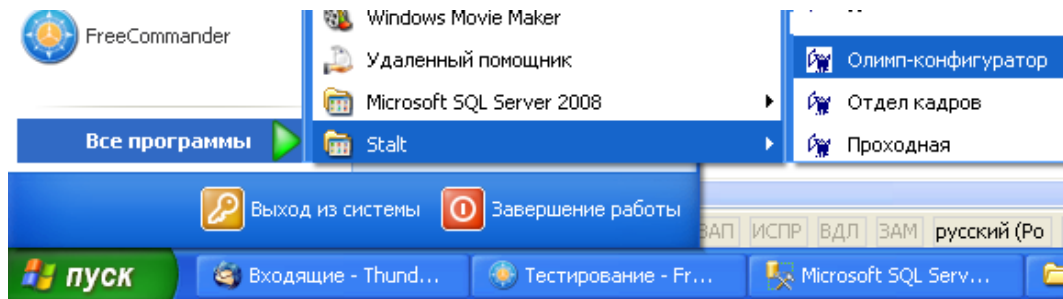 Windows Movie Maker
FreeCommander
Удаленный помощник
Олимп-конфигуратор
Microsoft SQL Server 2008
Отдел кадров
Все программы
Stalt
Проходная
Выход из системы
Завершение работы
ЗАП ИСПР ВДЛ ЗАМ русский (Ро
пуск
Входящие - Thund...
Тестирование - Fr...
Microsoft SQL Serv...